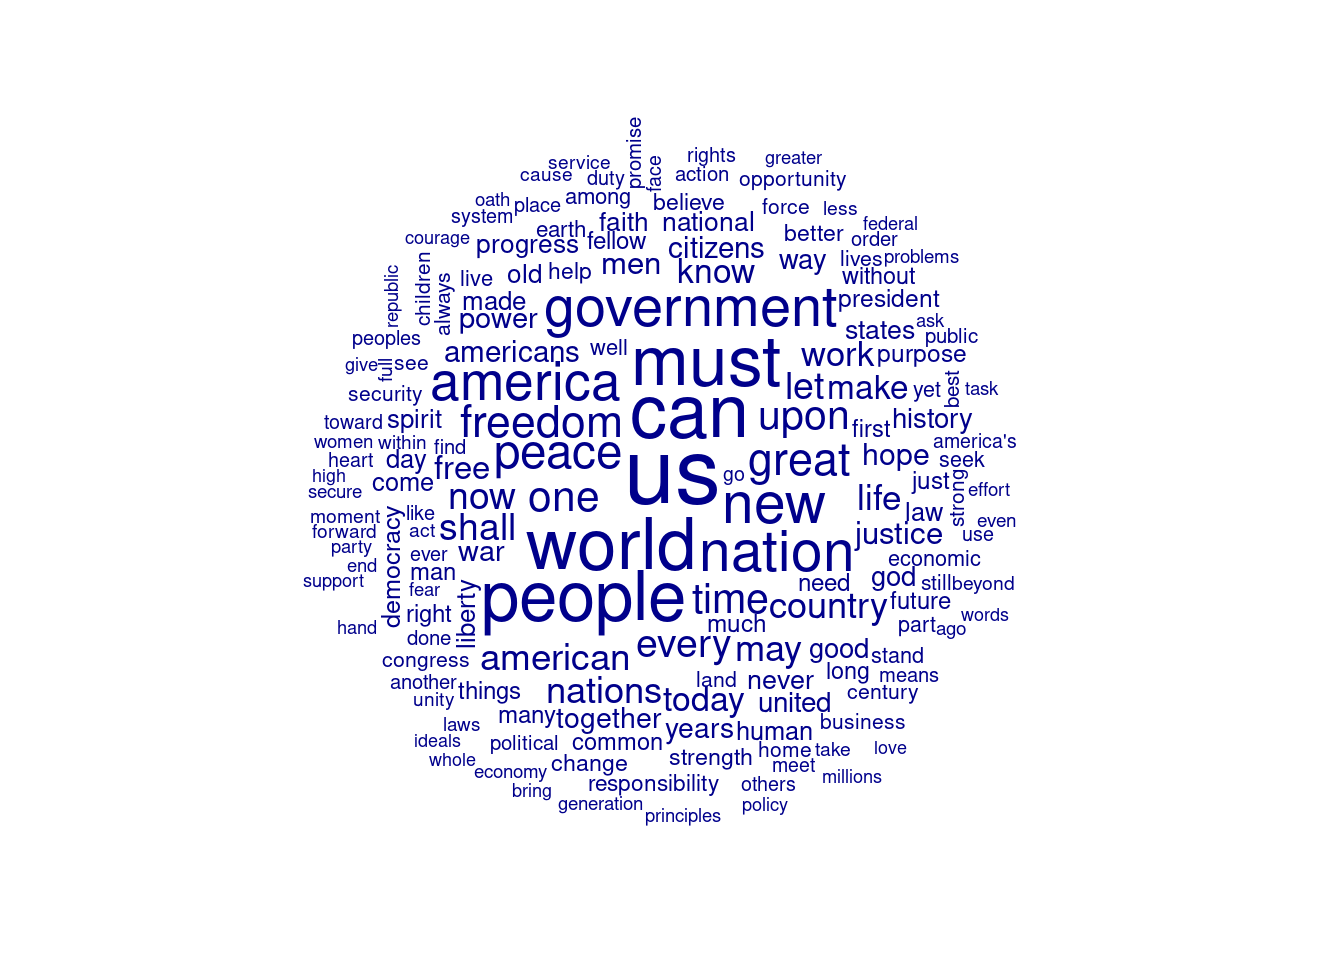 promise
service
rights
greater
cause
duty
face
action
opportunity
oath
place
among
believe
force
less
system
earth
faith
national
better
federal
courage
progress
fellow
citizens
order
republic
children
always
live
old
help
men
know
way
lives
problems
without
made
power
government
president
peoples
americans
well
must
work
purpose
states
ask
public
give
full
see
america
let
make
yet
best
task
security
toward
spirit
freedom
can
upon
first
history
women
within
find
peace
us
great
hope
america's
seek
heart
day
free
go
high
secure
come
now
one
new
life
just
strong
effort
moment
democracy
like
shall
law
even
forward
act
justice
use
party
ever
war
world
nation
economic
end
man
need
god
still
beyond
support
fear
liberty
people
time
country
future
words
right
much
part
ago
hand
done
every
may
good
stand
congress
american
long
means
another
things
land
never
century
unity
nations
today
united
laws
many
together
years
human
business
ideals
political
common
strength
home
take
love
whole
economy
change
meet
bring
responsibility
others
millions
generation
principles
policy